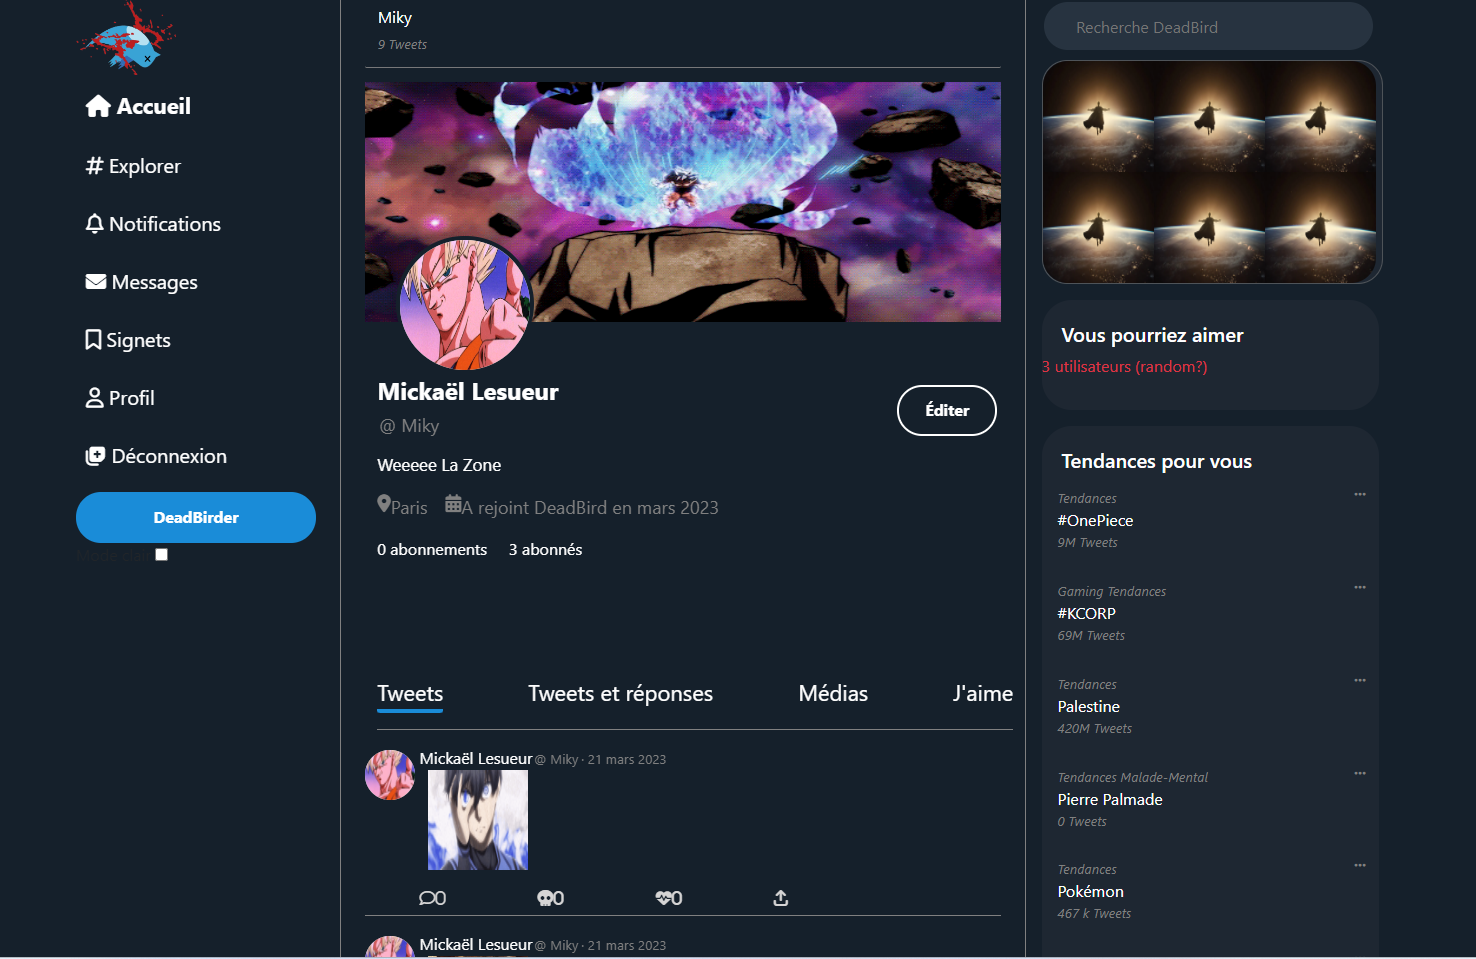 Accueil
Explorer
Notifications
Messages
Signets
Profil
Déconnexion
DeadBirder
Mode clair
Miky
9 Tweets
Mickaël Lesueur
@ Miky
Éditer
Weeeee La Zone
Paris A rejoint DeadBird en mars 2023
0 abonnements 3 abonnés
Tweets Tweets et réponses Médias J'aime
Mickaël Lesueur @ Miky · 21 mars 2023
0 0 0
Mickaël Lesueur @ Miky · 21 mars 2023
Recherche DeadBird
Vous pourriez aimer
3 utilisateurs (random?)
Tendances pour vous
Tendances
#OnePiece
9M Tweets
Gaming Tendances
#KCORP
69M Tweets
Tendances
Palestine
420M Tweets
Tendances Malade-Mental
Pierre Palmade
0 Tweets
Tendances
Pokémon
467 k Tweets